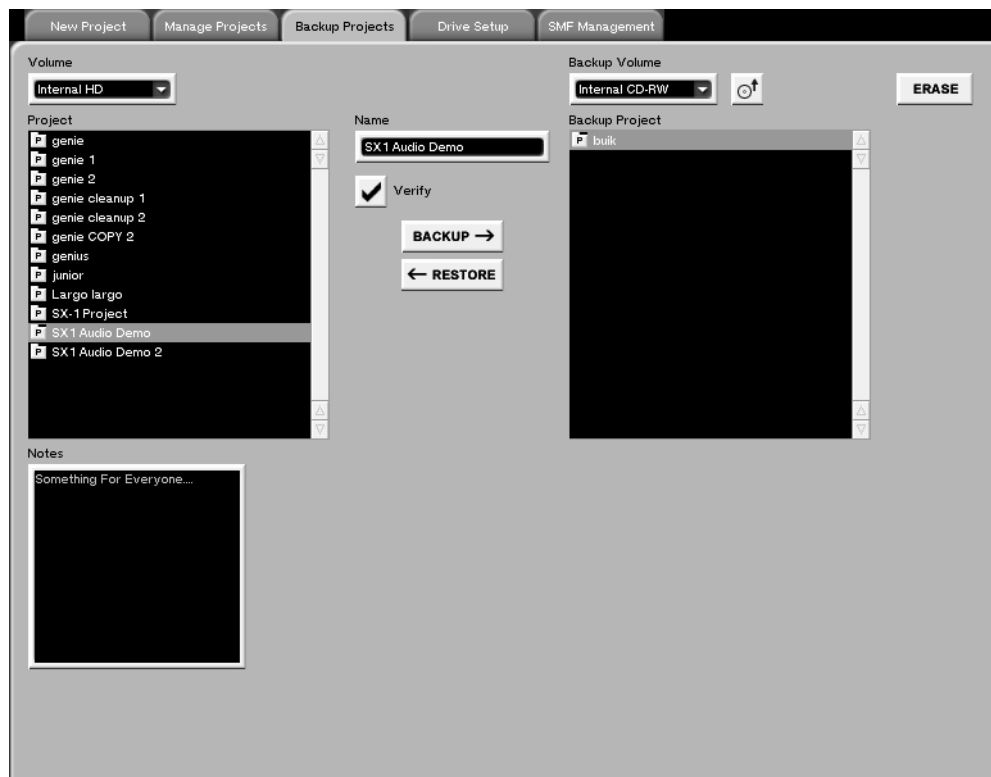 New Project
Manage Projects
Backup Projects
Drive Setup
SMF Management
Volume
Internal HD
Backup Volume
Internal CD-RW
ERASE
Project
P genie
P genie 1
P genie 2
P genie cleanup 1
P genie cleanup 2
P genie COPY 2
P genius
P junior
P Largo largo
P SX-1 Project
P SX1 Audio Demo
P SX1 Audio Demo 2
Name
SX1 Audio Demo
Verify
BACKUP →
← RESTORE
Backup Project
P buik
Notes
Something For Everyone....